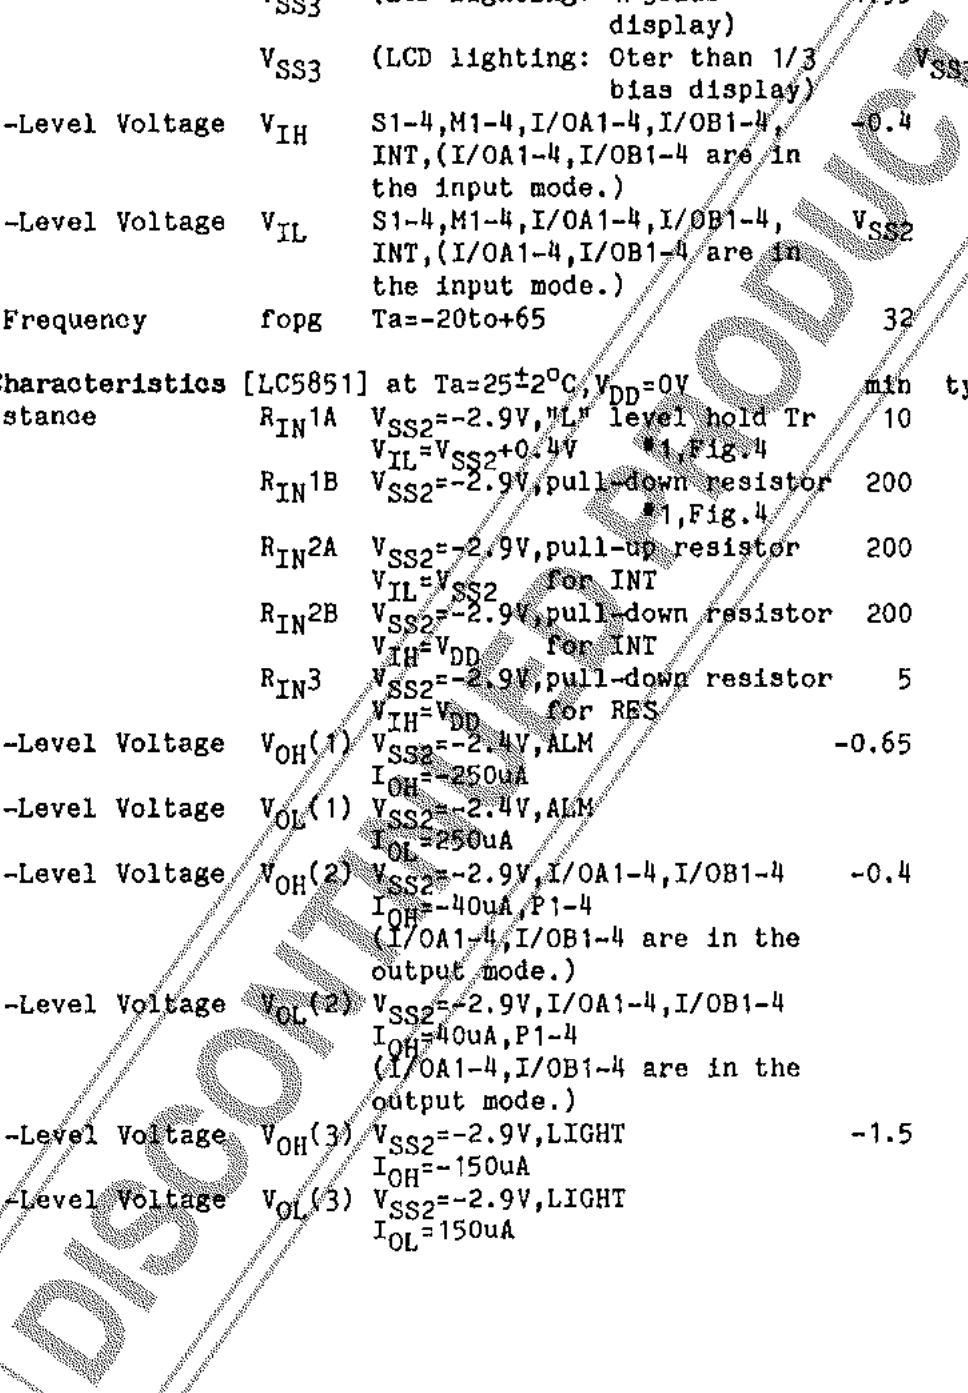 VSS3
display)
VSS3 (LCD lighting: Oter than 1/3 VSS
bias display)
-Level Voltage VIH S1-4,M1-4,I/OA1-4,I/OB1-4, -0.4
INT,(I/OA1-4,I/OB1-4 are in
the input mode.)
-Level Voltage VIL S1-4,M1-4,I/OA1-4,I/OB1-4, VSS2
INT,(I/OA1-4,I/OB1-4 are in
the input mode.)
Frequency fopg Ta=-20to+65 32
Characteristics [LC5851] at Ta=25±2°C,VDD=0V min ty
stance RIN1A VSS2=-2.9V,"L" level hold Tr 10
VIL=VSS2+0.4V *1,Fig.4
RIN1B VSS2=-2.9V,pull-down resistor 200
*1,Fig.4
RIN2A VSS2=-2.9V,pull-up resistor 200
VIL=VSS2 for INT
RIN2B VSS2=-2.9V,pull-down resistor 200
VIH=VDD for INT
RIN3 VSS2=-2.9V,pull-down resistor 5
VIH=VDD for RES
-Level Voltage VOH(1) VSS2=-2.4V,ALM -0.65
IOH=-250uA
-Level Voltage VOL(1) VSS2=-2.4V,ALM
IOL=250uA
-Level Voltage VOH(2) VSS2=-2.9V,I/OA1-4,I/OB1-4 -0.4
IOH=-40uA,P1-4
(I/OA1-4,I/OB1-4 are in the
output mode.)
-Level Voltage VOL(2) VSS2=-2.9V,I/OA1-4,I/OB1-4
IOH=40uA,P1-4
(I/OA1-4,I/OB1-4 are in the
output mode.)
-Level Voltage VOH(3) VSS2=-2.9V,LIGHT -1.5
IOH=-150uA
-Level Voltage VOL(3) VSS2=-2.9V,LIGHT
IOL=150uA
DISCONTINUED PRODUCT